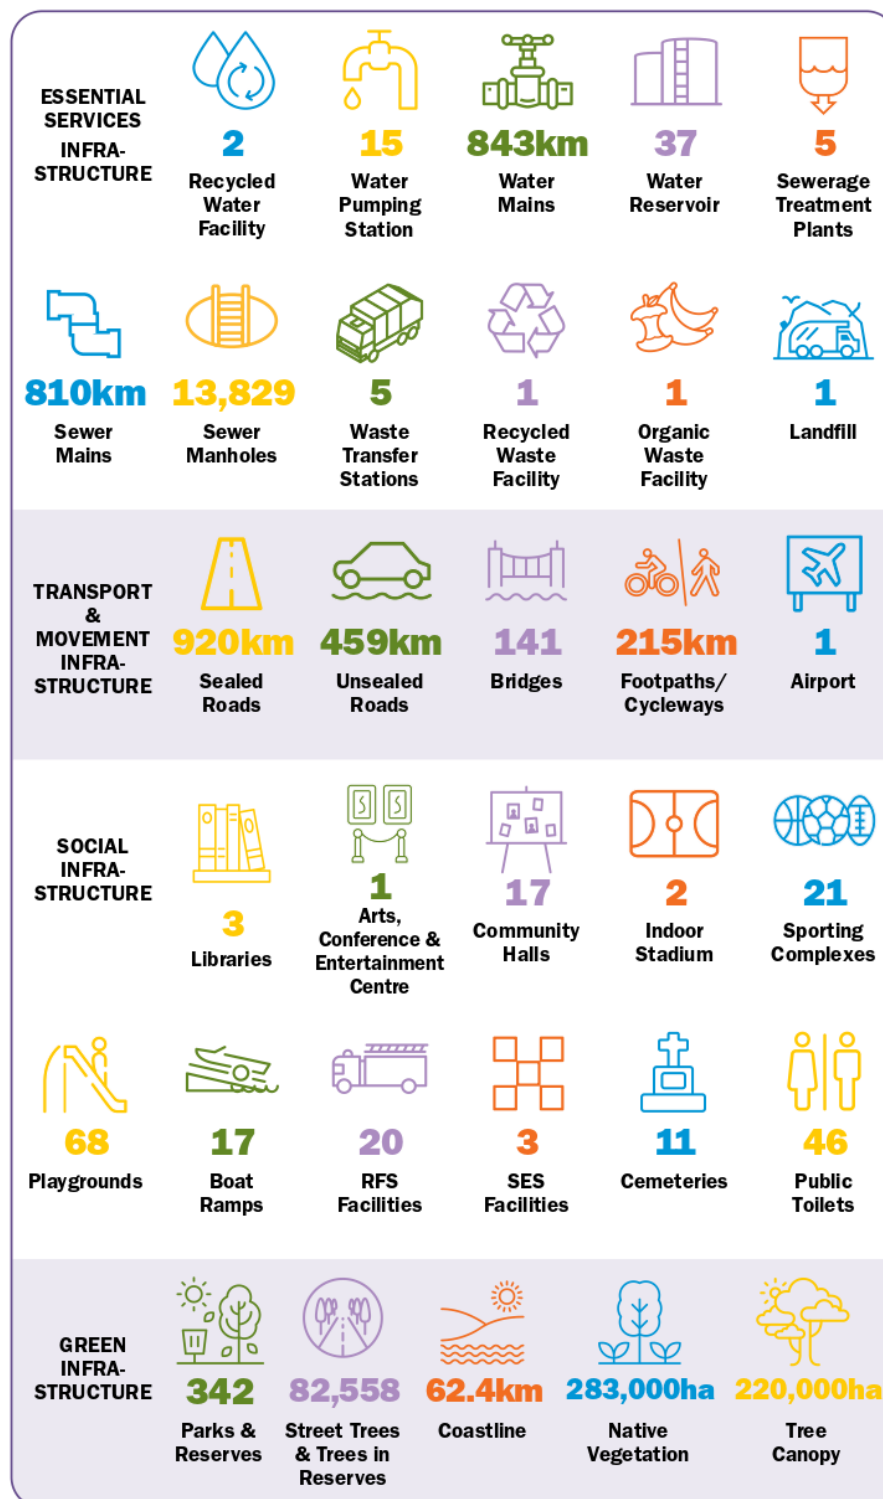 ESSENTIAL
SERVICES
INFRA-
STRUCTURE
2
Recycled
Water
Facility
15
Water
Pumping
Station
843km
Water
Mains
37
Water
Reservoir
5
Sewerage
Treatment
Plants
810km
Sewer
Mains
13,829
Sewer
Manholes
5
Waste
Transfer
Stations
1
Recycled
Waste
Facility
1
Organic
Waste
Facility
1
Landfill
TRANSPORT
&
MOVEMENT
INFRA-
STRUCTURE
920km
Sealed
Roads
459km
Unsealed
Roads
141
Bridges
215km
Footpaths/
Cycleways
1
Airport
SOCIAL
INFRA-
STRUCTURE
3
Libraries
1
Arts,
Conference &
Entertainment
Centre
17
Community
Halls
2
Indoor
Stadium
21
Sporting
Complexes
68
Playgrounds
17
Boat
Ramps
20
RFS
Facilities
3
SES
Facilities
11
Cemeteries
46
Public
Toilets
GREEN
INFRA-
STRUCTURE
342
Parks &
Reserves
82,558
Street Trees
& Trees in
Reserves
62.4km
Coastline
283,000ha
Native
Vegetation
220,000ha
Tree
Canopy